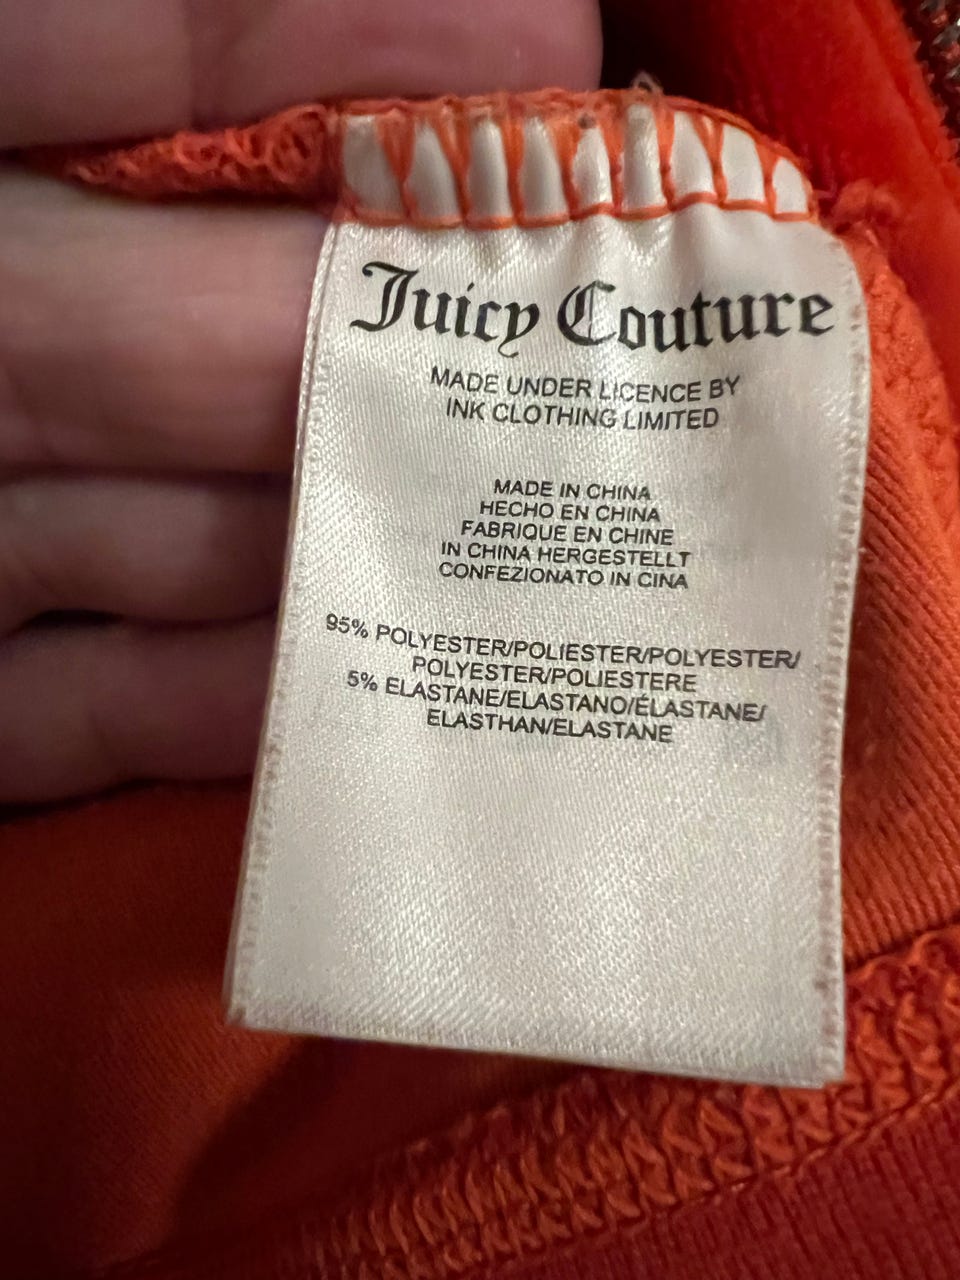 Juicy Couture
MADE UNDER LICENCE BY
INK CLOTHING LIMITED
MADE IN CHINA
HECHO EN CHINA
FABRIQUE EN CHINE
IN CHINA HERGESTELLT
CONFEZIONATO IN CINA
95% POLYESTER/POLIESTER/POLYESTER/
POLYESTER/POLIESTERE
5% ELASTANE/ELASTANO/ÉLASTANE/
ELASTHAN/ELASTANE